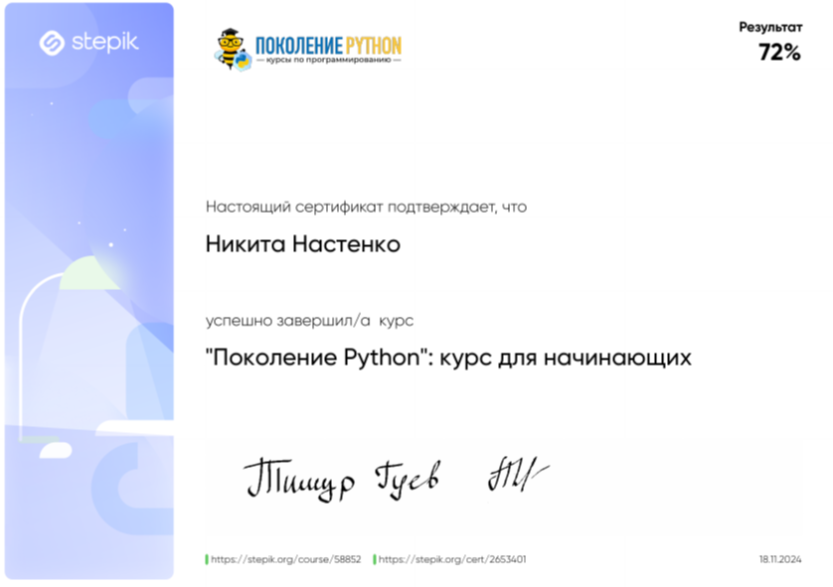 stepik
ПОКОЛЕНИЕ PYTHON
— курсы по программированию —
Результат
72%
Настоящий сертификат подтверждает, что
Никита Настенко
успешно завершил/а курс
"Поколение Python": курс для начинающих
Тимур Гуев
https://stepik.org/course/58852 https://stepik.org/cert/2653401
18.11.2024